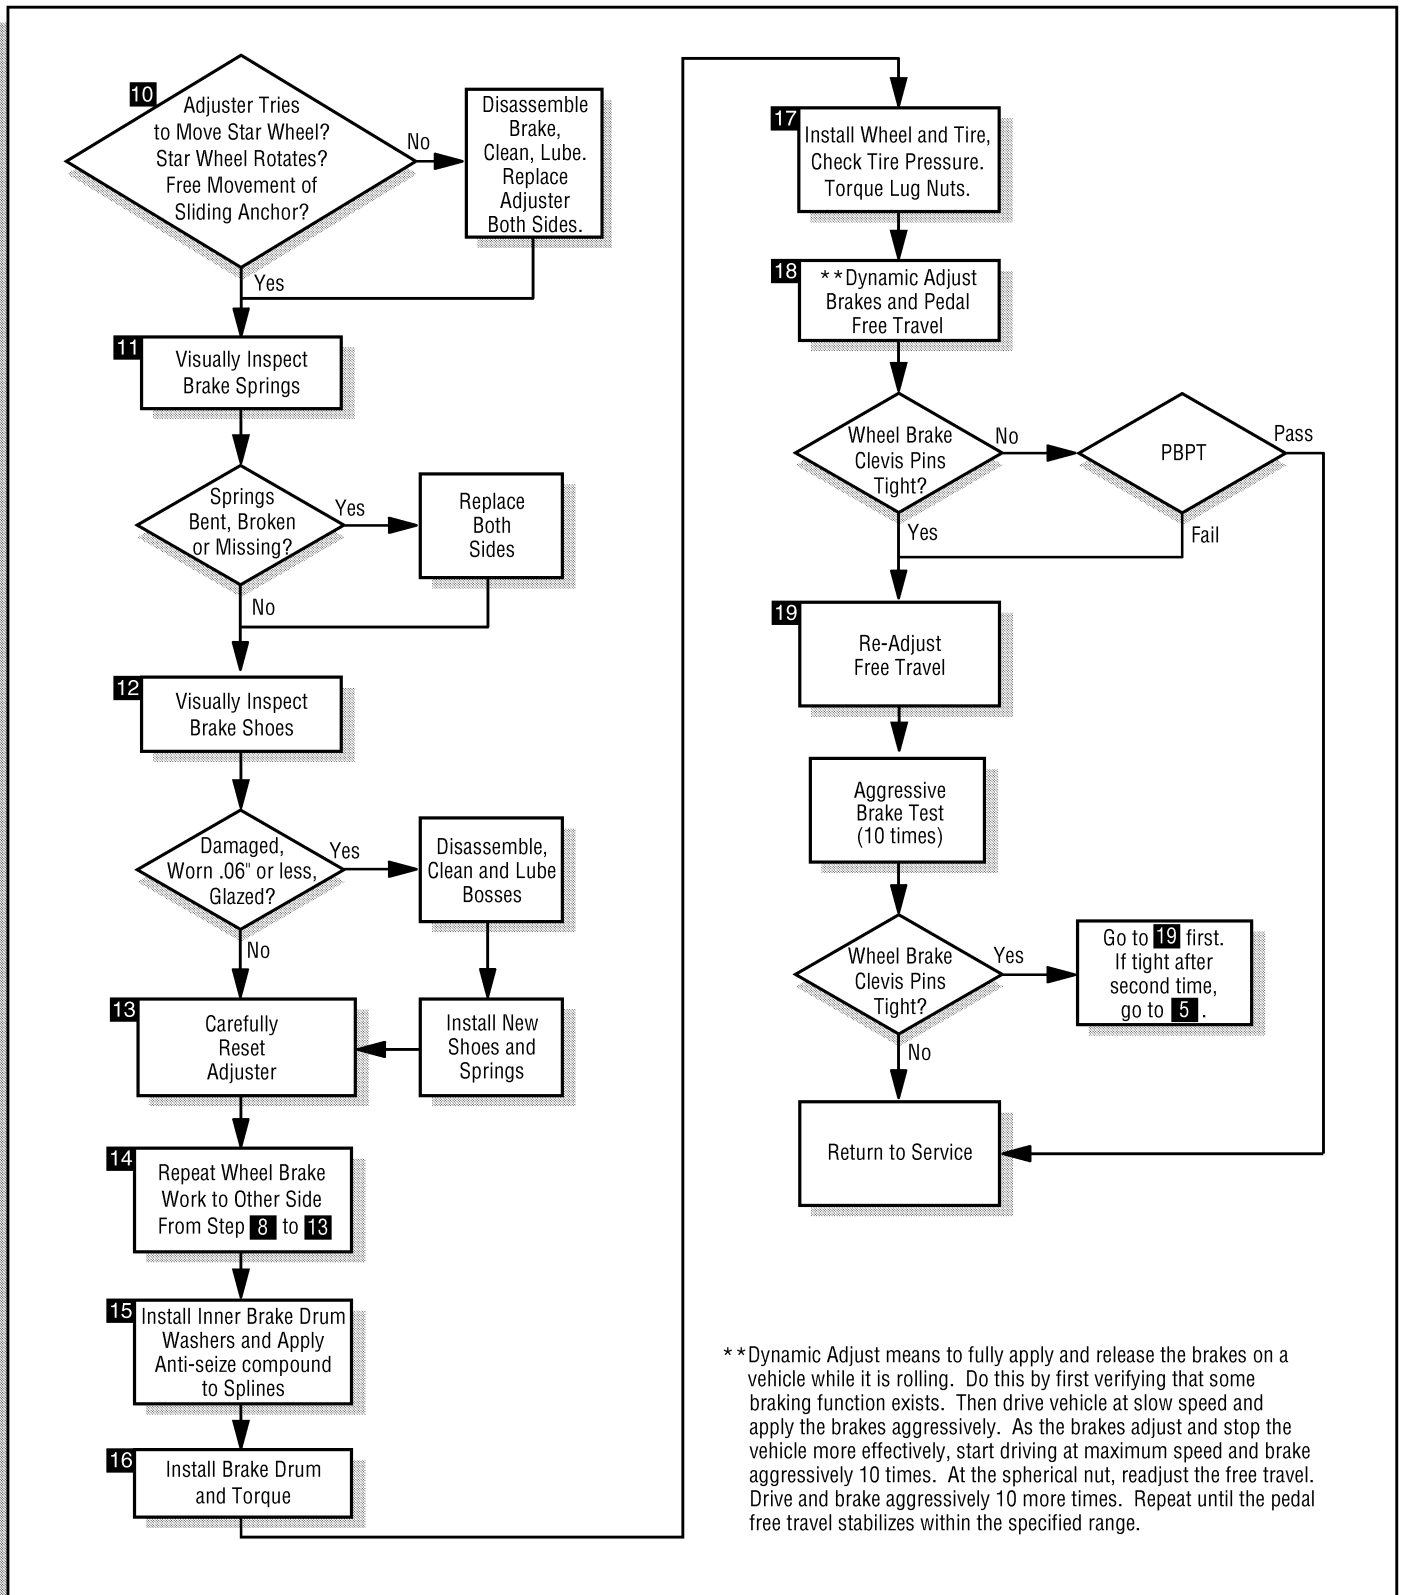 10
Adjuster Tries
to Move Star Wheel?
Star Wheel Rotates?
Free Movement of
Sliding Anchor?
No
Disassemble
Brake,
Clean, Lube.
Replace
Adjuster
Both Sides.
Yes
11
Visually Inspect
Brake Springs
Springs
Bent, Broken
or Missing?
Yes
Replace
Both
Sides
No
12
Visually Inspect
Brake Shoes
Damaged,
Worn .06" or less,
Glazed?
Yes
Disassemble,
Clean and Lube
Bosses
No
13
Carefully
Reset
Adjuster
Install New
Shoes and
Springs
14
Repeat Wheel Brake
Work to Other Side
From Step 8 to 13
15
Install Inner Brake Drum
Washers and Apply
Anti-seize compound
to Splines
16
Install Brake Drum
and Torque
17
Install Wheel and Tire,
Check Tire Pressure.
Torque Lug Nuts.
18
**Dynamic Adjust
Brakes and Pedal
Free Travel
Wheel Brake
Clevis Pins
Tight?
No
PBPT
Pass
Yes
Fail
19
Re-Adjust
Free Travel
Aggressive
Brake Test
(10 times)
Wheel Brake
Clevis Pins
Tight?
Yes
Go to 19 first.
If tight after
second time,
go to 5 .
No
Return to Service
**Dynamic Adjust means to fully apply and release the brakes on a
vehicle while it is rolling. Do this by first verifying that some
braking function exists. Then drive vehicle at slow speed and
apply the brakes aggressively. As the brakes adjust and stop the
vehicle more effectively, start driving at maximum speed and brake
aggressively 10 times. At the spherical nut, readjust the free travel.
Drive and brake aggressively 10 more times. Repeat until the pedal
free travel stabilizes within the specified range.